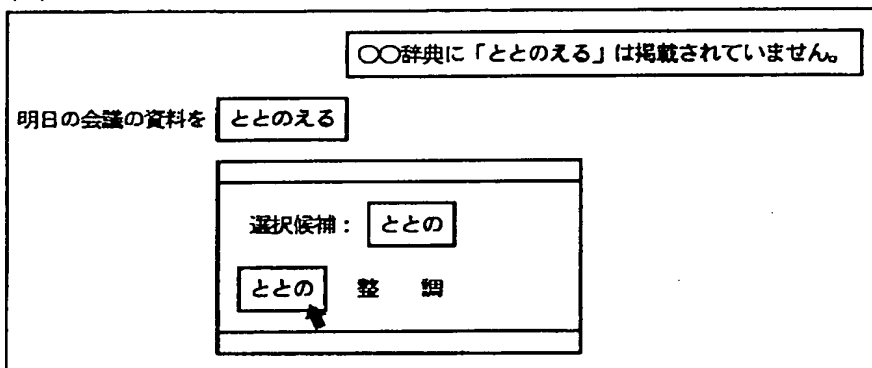 〇〇辞典に「ととのえる」は掲載されていません。
明日の会議の資料を ととのえる
選択候補： ととの
ととの 整 調